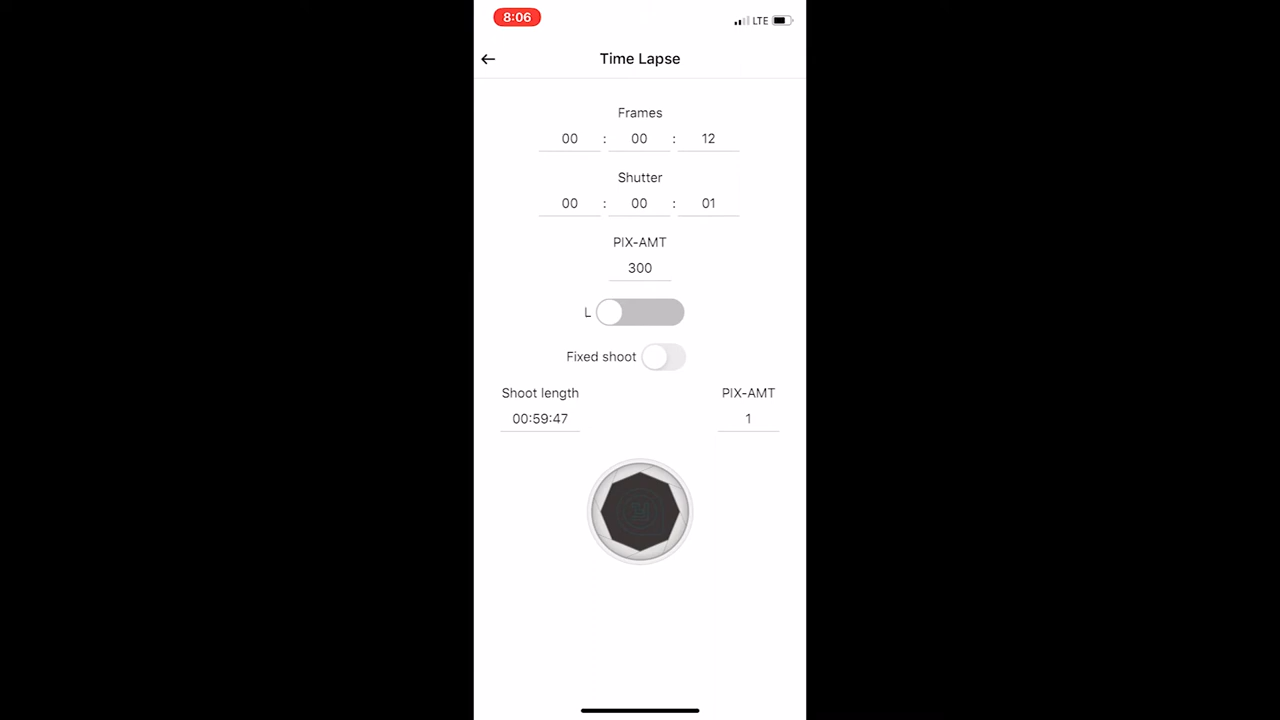 8:06
LTE
Time Lapse
Frames
00 : 00 : 12
Shutter
00 : 00 : 01
PIX-AMT
300
L
Fixed shoot
Shoot length PIX-AMT
00:59:47 1